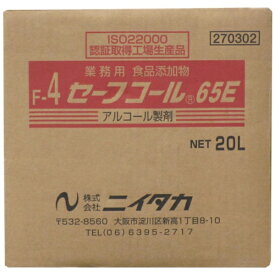 ISO22000
認証取得工場生産品
270302
業務用 食品添加物
F-4 セーフコール® 65E
アルコール製剤
NET 20L
株式会社 ニイタカ
〒532-8560 大阪市淀川区新高1丁目8-10
TEL(06)6395-2717